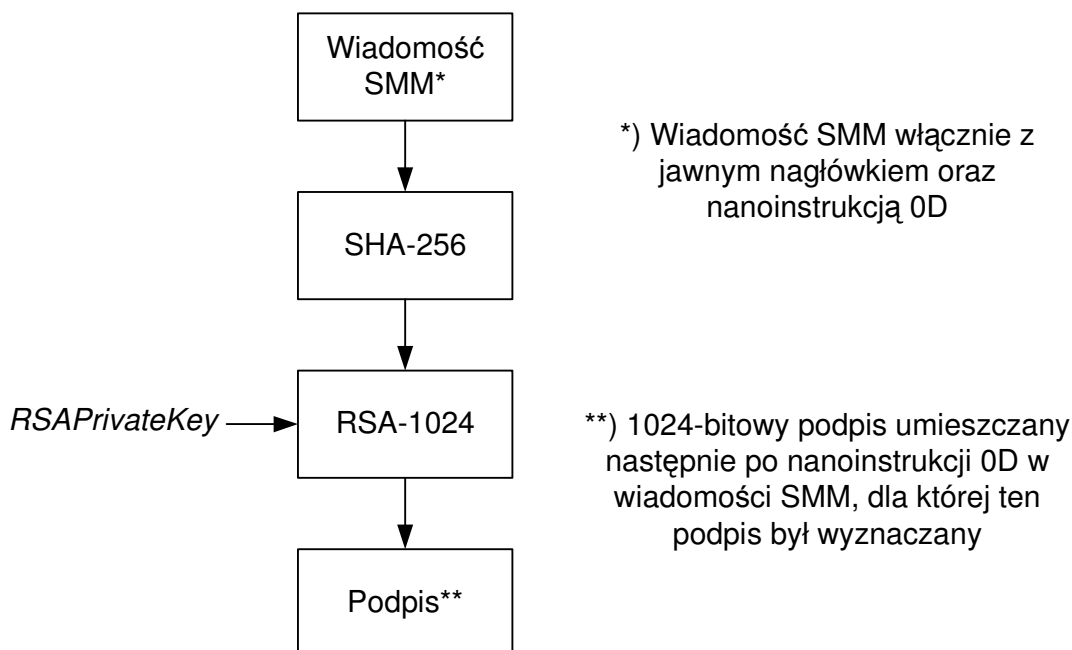 Wiadomość
SMM*
*) Wiadomość SMM włącznie z
jawnym nagłówkiem oraz
nanoinstrukcją 0D
SHA-256
RSAPrivateKey
RSA-1024
**) 1024-bitowy podpis umieszczany
następnie po nanoinstrukcji 0D w
wiadomości SMM, dla której ten
podpis był wyznaczany
Podpis**